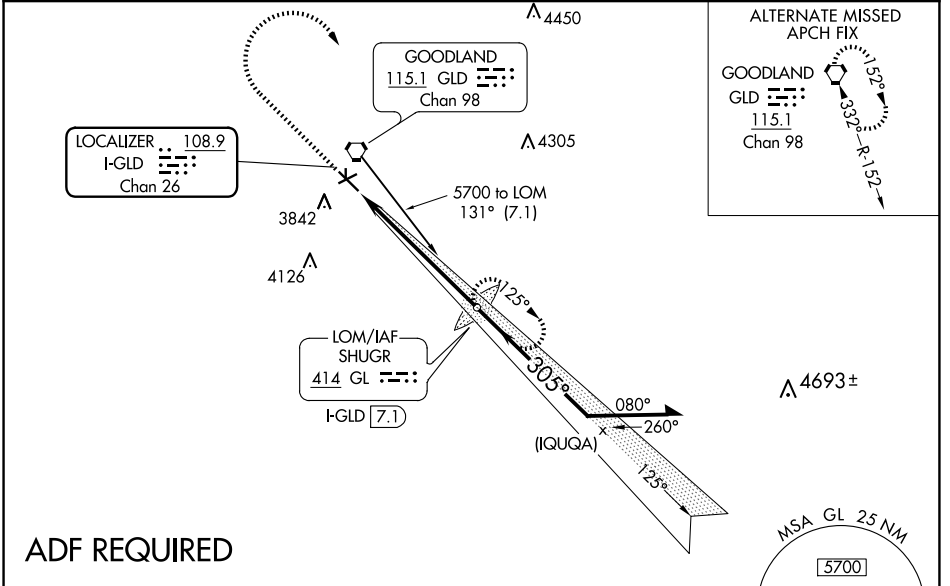 4450
ALTERNATE MISSED
APCH FIX
GOODLAND
115.1 GLD
Chan 98
GOODLAND
GLD
115.1
Chan 98
152°
332°
R-152
LOCALIZER 108.9
I-GLD
Chan 26
4305
5700 to LOM
131° (7.1)
3842
4126
125°
LOM/IAF
SHUGR
414 GL
I-GLD 7.1
305°
4693±
080°
260°
(IQUQA)
125°
ADF REQUIRED
MSA GL 25 NM
5700